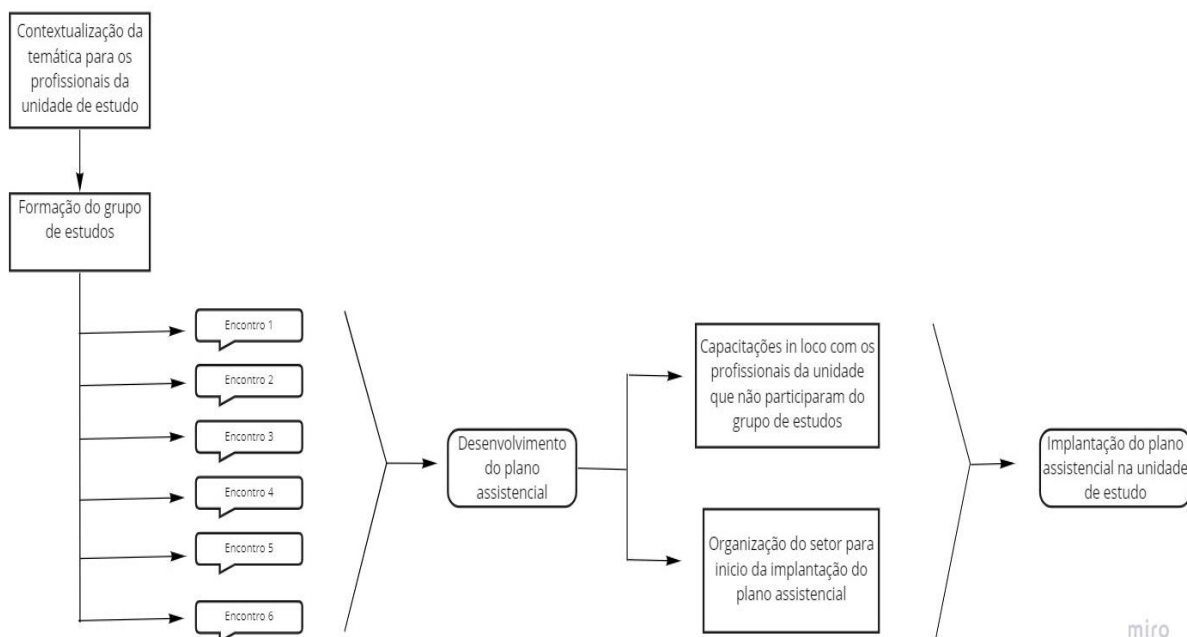 Contextualização da
temática para os
profissionais da
unidade de estudo
Formação do grupo
de estudos
Encontro 1
Encontro 2
Encontro 3
Encontro 4
Encontro 5
Encontro 6
Desenvolvimento
do plano
assistencial
Capacitações in loco com os
profissionais da unidade
que não participaram do
grupo de estudos
Organização do setor para
inicio da implantação do
plano assistencial
Implantação do plano
assistencial na unidade
de estudo
miro